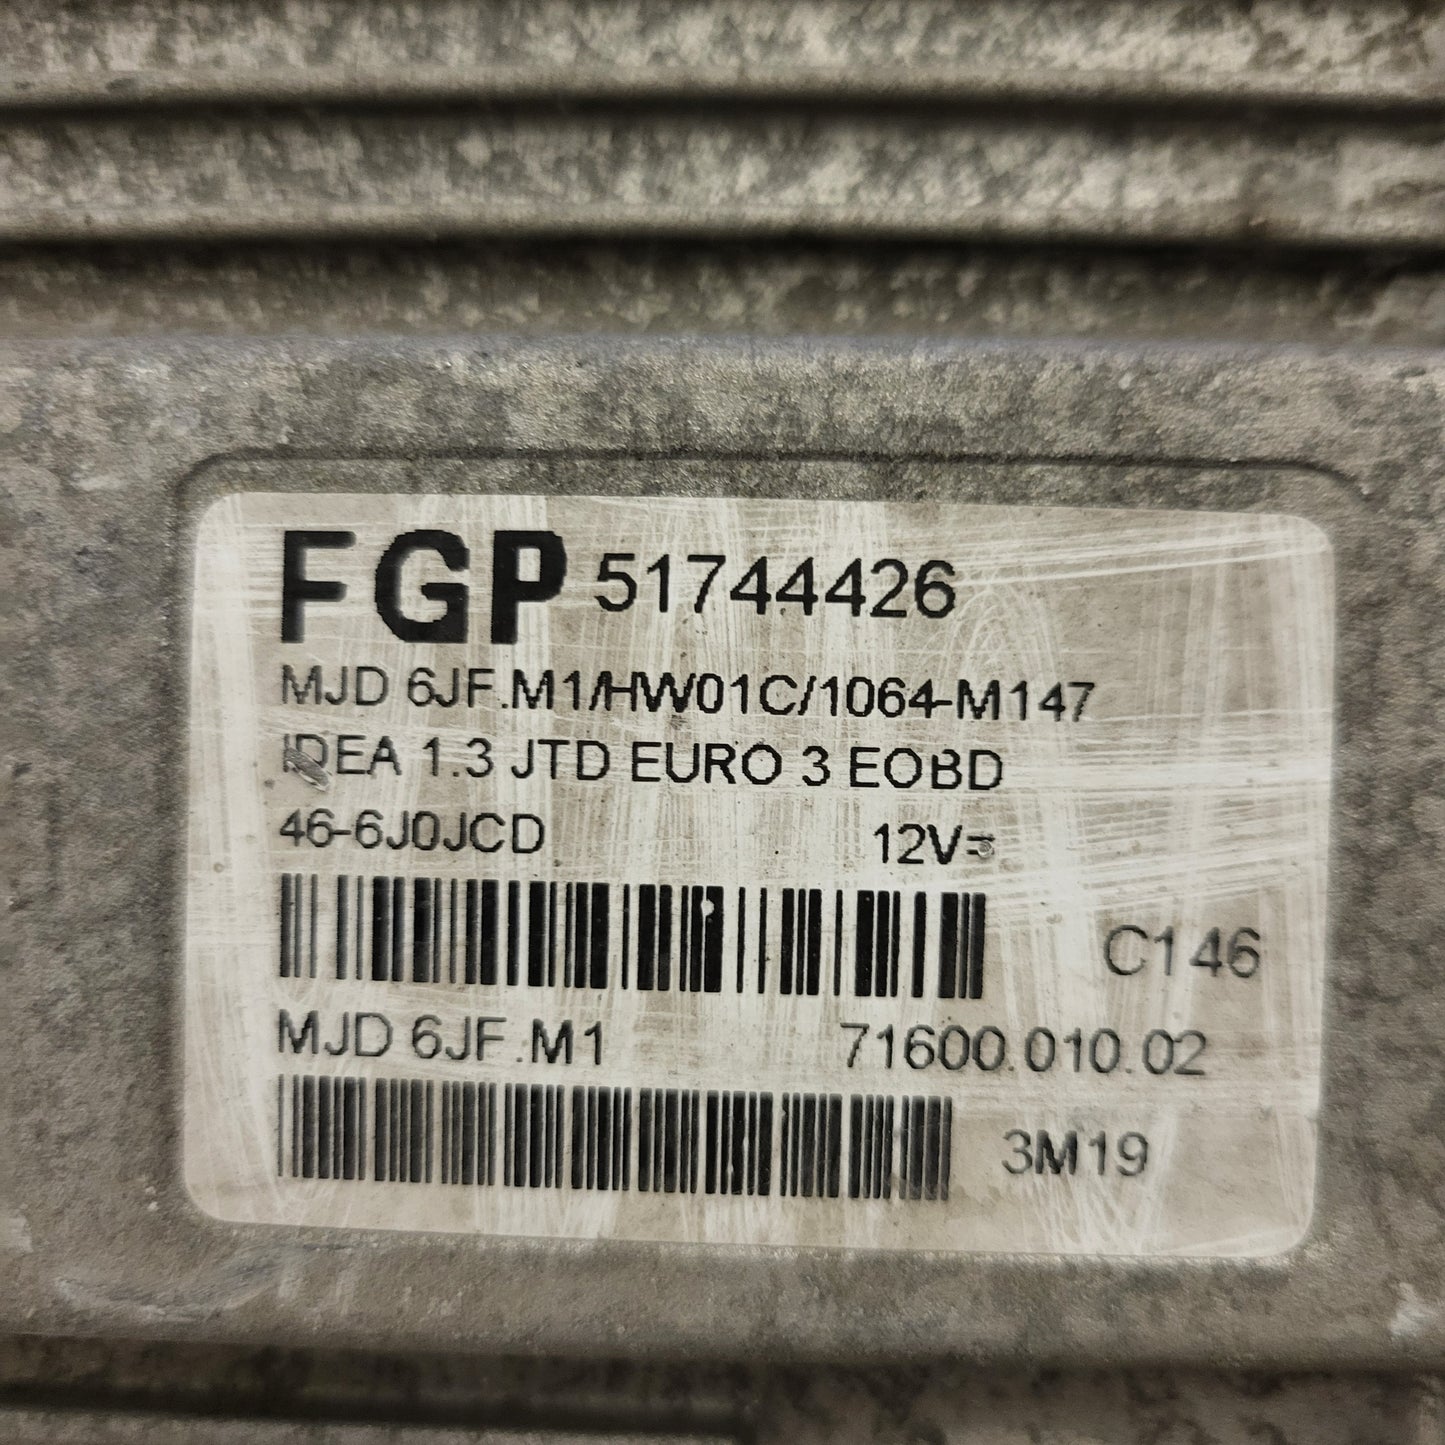 FGP 51744426
MJD 6JF.M1/HW01C/1064-M147
IDEA 1.3 JTD EURO 3 EOBD
46-6J0JCD 12V=
C146
MJD 6JF.M1 71600.010.02
3M19